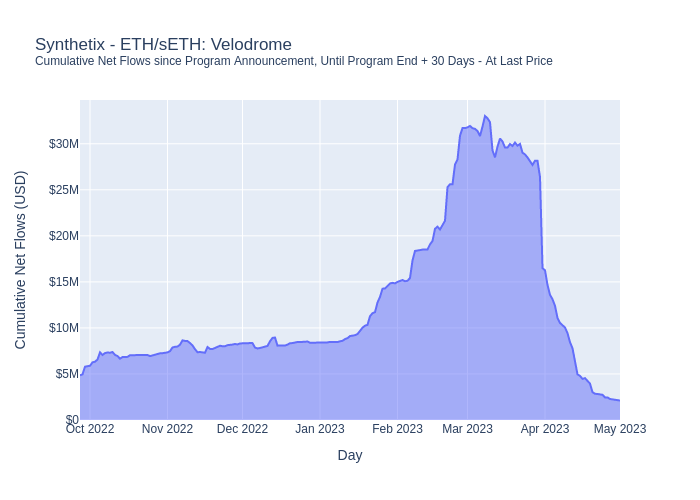 Synthetix - ETH/sETH: Velodrome
Cumulative Net Flows since Program Announcement, Until Program End + 30 Days - At Last Price
Cumulative Net Flows (USD)
$30M
$25M
$20M
$15M
$10M
$5M
$0
Oct 2022 Nov 2022 Dec 2022 Jan 2023 Feb 2023 Mar 2023 Apr 2023 May 2023
Day